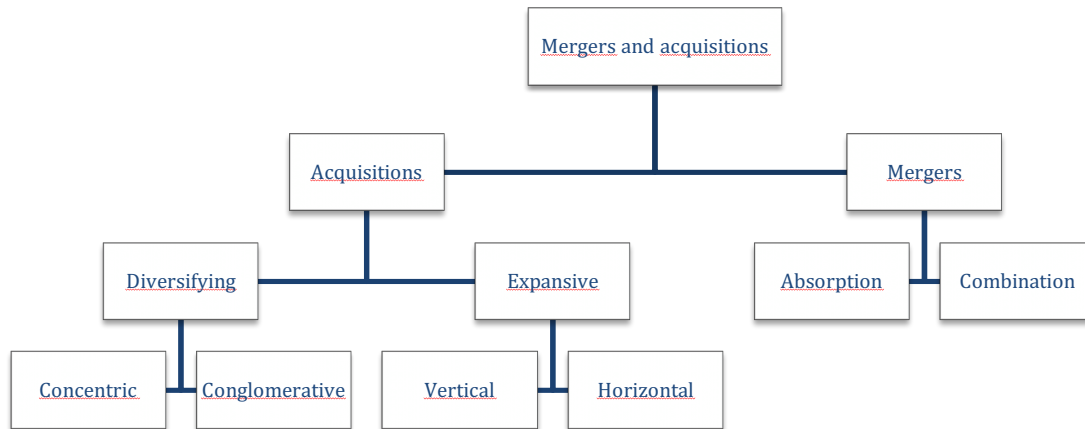 Mergers and acquisitions
Acquisitions
Mergers
Diversifying
Expansive
Absorption
Combination
Concentric
Conglomerative
Vertical
Horizontal